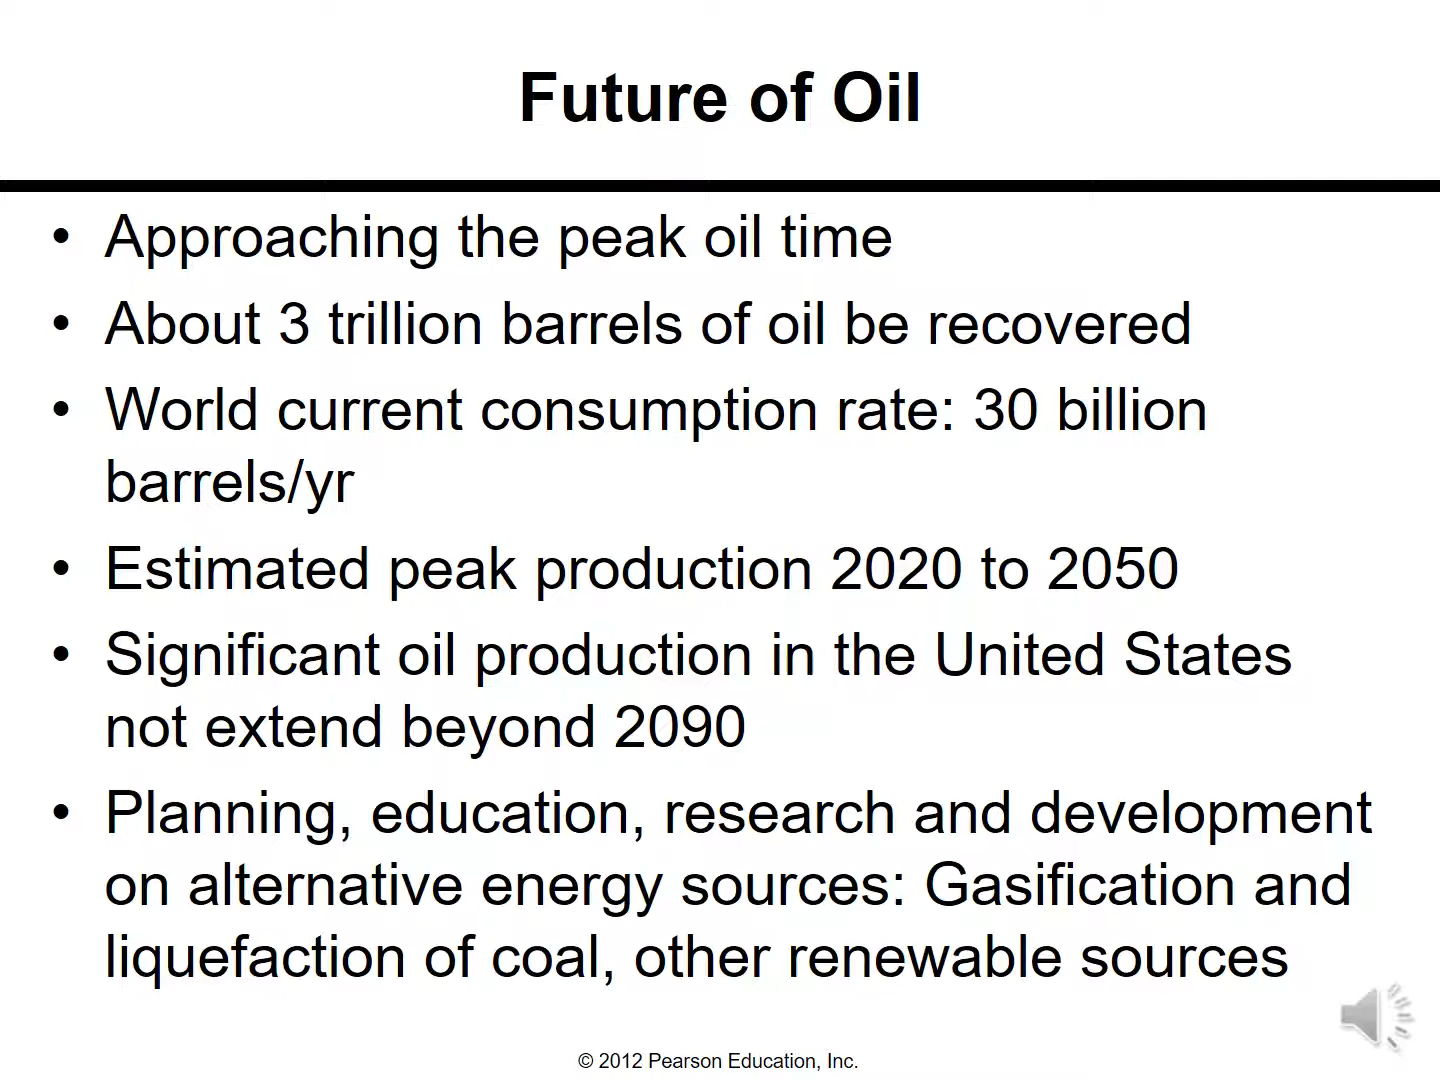 Future of Oil
• Approaching the peak oil time
• About 3 trillion barrels of oil be recovered
• World current consumption rate: 30 billion
barrels/yr
• Estimated peak production 2020 to 2050
• Significant oil production in the United States
not extend beyond 2090
• Planning, education, research and development
on alternative energy sources: Gasification and
liquefaction of coal, other renewable sources
© 2012 Pearson Education, Inc.